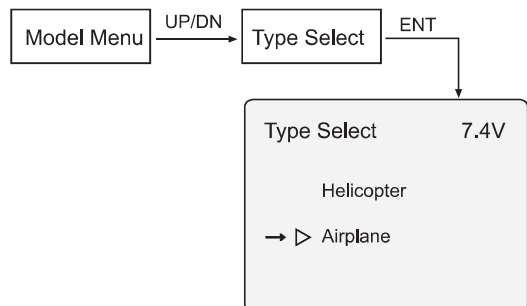 Model Menu
UP/DN
Type Select
ENT
Type Select 7.4V
Helicopter
→ ▷ Airplane